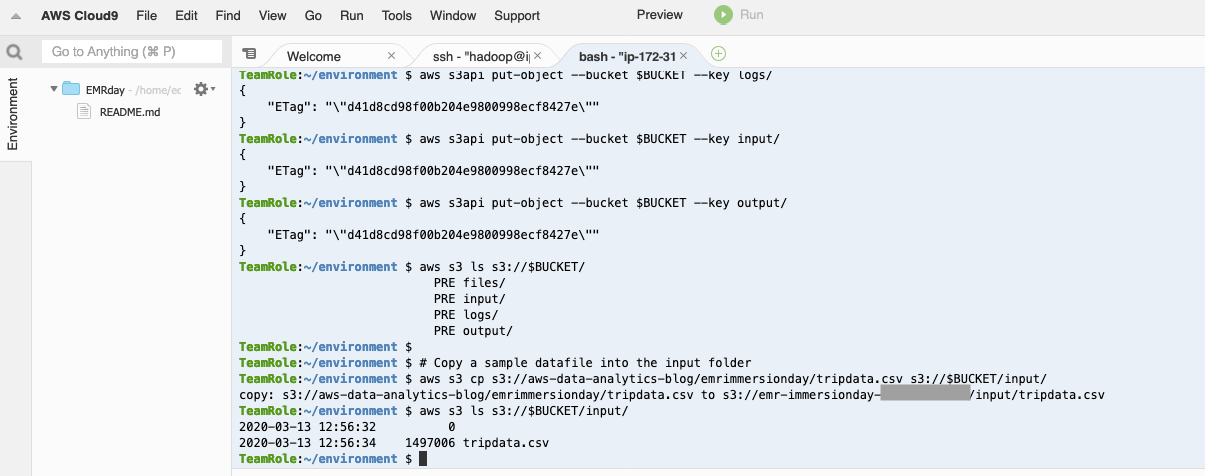 AWS Cloud9 File Edit Find View Go Run Tools Window Support Preview Run
Go to Anything (⌘ P)
Welcome × ssh - "hadoop@i × bash - "ip-172-31 ×
Environment
EMRday - /home/ec
README.md
TeamRole:~/environment $ aws s3api put-object --bucket $BUCKET --key logs/
{
    "ETag": "\"d41d8cd98f00b204e9800998ecf8427e\""
}
TeamRole:~/environment $ aws s3api put-object --bucket $BUCKET --key input/
{
    "ETag": "\"d41d8cd98f00b204e9800998ecf8427e\""
}
TeamRole:~/environment $ aws s3api put-object --bucket $BUCKET --key output/
{
    "ETag": "\"d41d8cd98f00b204e9800998ecf8427e\""
}
TeamRole:~/environment $ aws s3 ls s3://$BUCKET/
                           PRE files/
                           PRE input/
                           PRE logs/
                           PRE output/
TeamRole:~/environment $
TeamRole:~/environment $ # Copy a sample datafile into the input folder
TeamRole:~/environment $ aws s3 cp s3://aws-data-analytics-blog/emrimmersionday/tripdata.csv s3://$BUCKET/input/
copy: s3://aws-data-analytics-blog/emrimmersionday/tripdata.csv to s3://emr-immersionday- /input/tripdata.csv
TeamRole:~/environment $ aws s3 ls s3://$BUCKET/input/
2020-03-13 12:56:32          0
2020-03-13 12:56:34    1497006 tripdata.csv
TeamRole:~/environment $